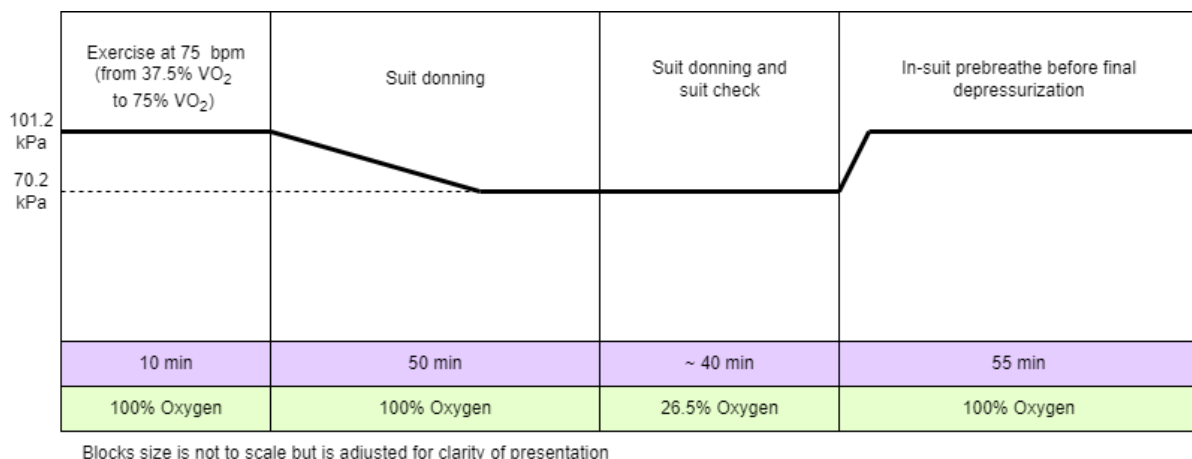 Exercise at 75 bpm
(from 37.5% VO2
to 75% VO2)
Suit donning
Suit donning and
suit check
In-suit prebreathe before final
depressurization
101.2
kPa
70.2
kPa
10 min
50 min
~ 40 min
55 min
100% Oxygen
100% Oxygen
26.5% Oxygen
100% Oxygen
Blocks size is not to scale but is adjusted for clarity of presentation